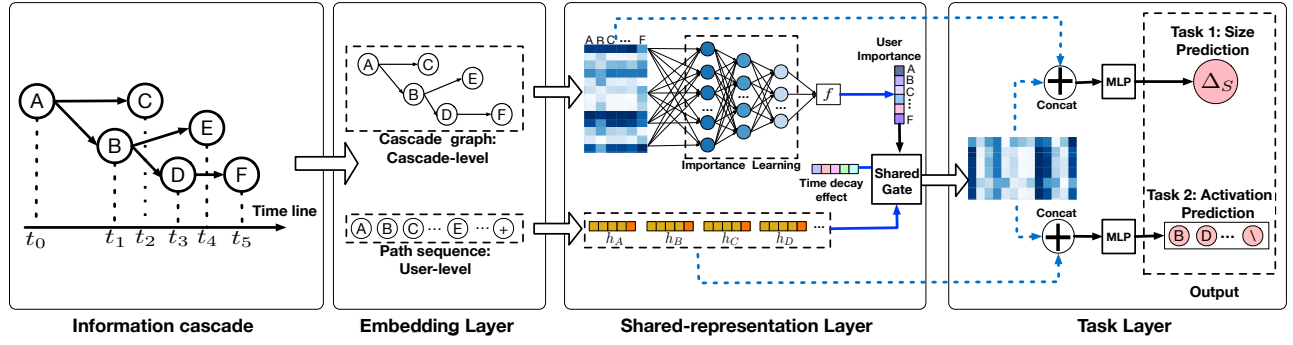 A
C
B
E
D
F
Time line
t0
t1
t2
t3
t4
t5
Information cascade
A
C
B
E
D
F
Cascade graph:
Cascade-level
A B C ··· E ··· +
Path sequence:
User-level
Embedding Layer
A B C ··· F
...
...
...
Importance Learning
f
User
Importance
A
B
C
F
Time decay
effect
Shared
Gate
hA hB hC hD ...
Shared-representation Layer
Concat
MLP
Task 1: Size
Prediction
ΔS
Concat
MLP
Task 2: Activation
Prediction
B D ··· \
Output
Task Layer